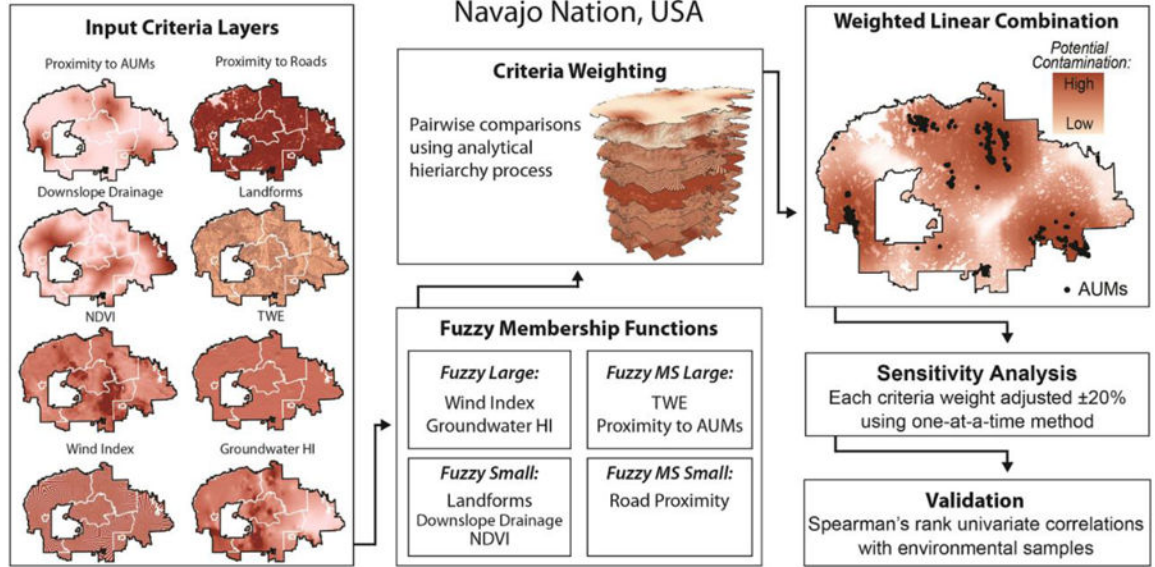 Navajo Nation, USA
Input Criteria Layers
Proximity to AUMs
Proximity to Roads
Downslope Drainage
Landforms
NDVI
TWE
Wind Index
Groundwater HI
Criteria Weighting
Pairwise comparisons
using analytical
hieriarchy process
Fuzzy Membership Functions
Fuzzy Large:
Wind Index
Groundwater HI
Fuzzy MS Large:
TWE
Proximity to AUMs
Fuzzy Small:
Landforms
Downslope Drainage
NDVI
Fuzzy MS Small:
Road Proximity
Weighted Linear Combination
Potential
Contamination:
High
Low
AUMs
Sensitivity Analysis
Each criteria weight adjusted ±20%
using one-at-a-time method
Validation
Spearman's rank univariate correlations
with environmental samples